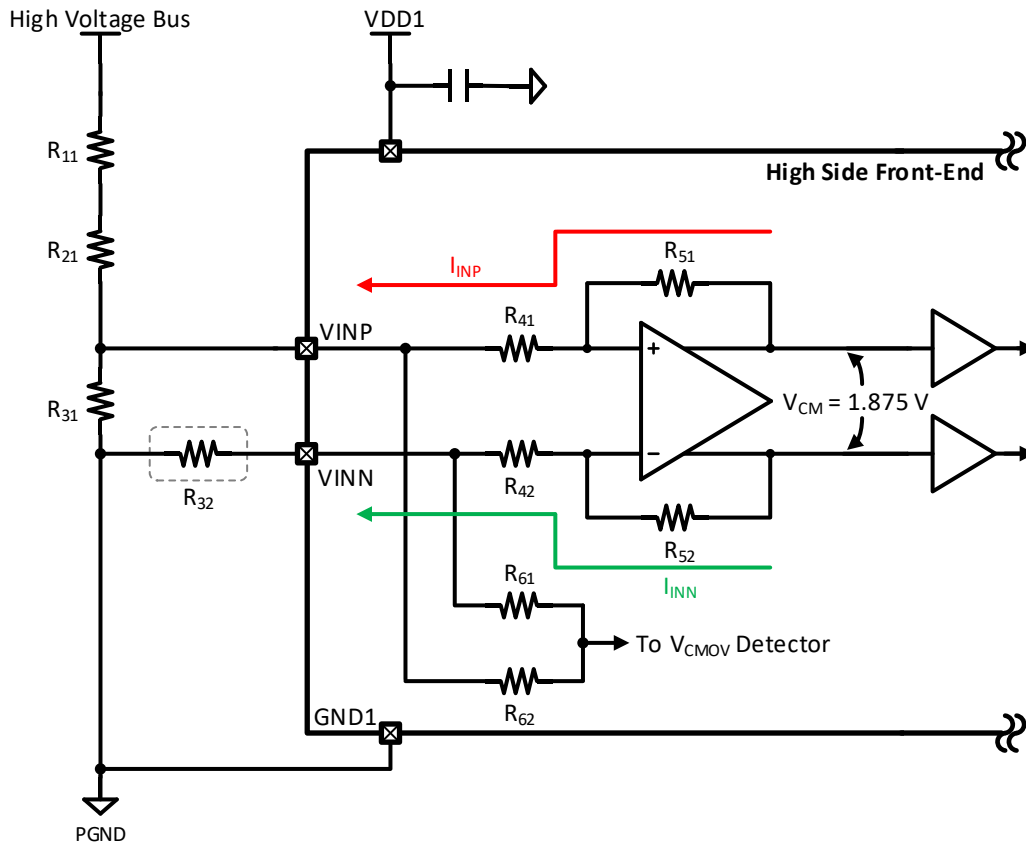 High Voltage Bus
VDD1
R11
High Side Front-End
R21
IINP
R51
R41
VINP
R31
+
VCM = 1.875 V
−
VINN
R32
R42
R52
IINN
R61
To VCMOV Detector
R62
GND1
PGND